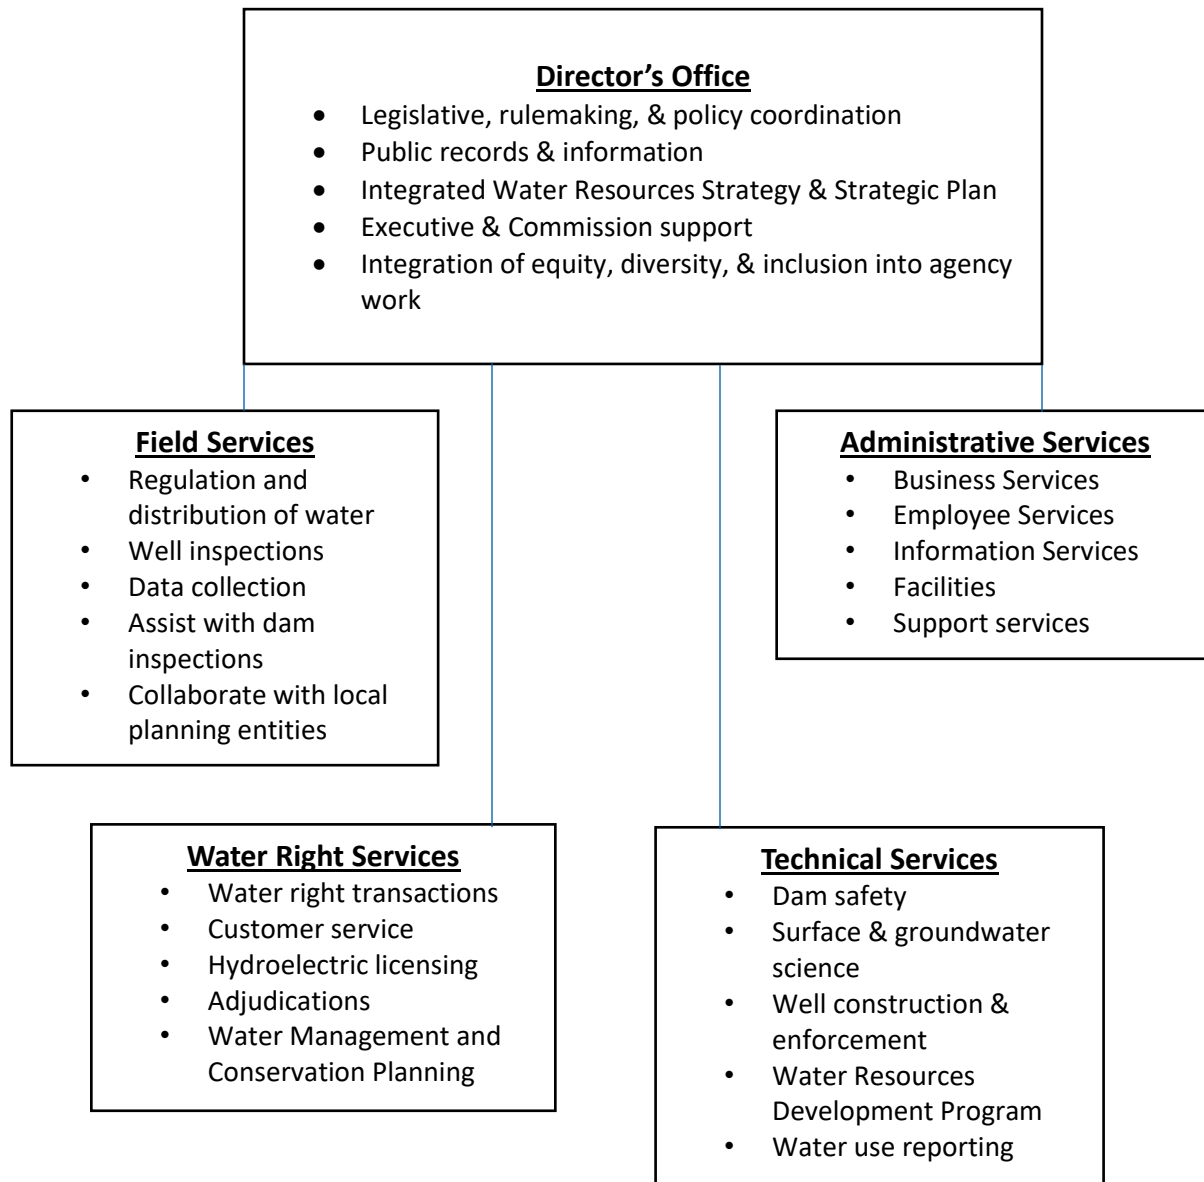 Director's Office
• Legislative, rulemaking, & policy coordination
• Public records & information
• Integrated Water Resources Strategy & Strategic Plan
• Executive & Commission support
• Integration of equity, diversity, & inclusion into agency
work
Field Services
• Regulation and
distribution of water
• Well inspections
• Data collection
• Assist with dam
inspections
• Collaborate with local
planning entities
Administrative Services
• Business Services
• Employee Services
• Information Services
• Facilities
• Support services
Water Right Services
• Water right transactions
• Customer service
• Hydroelectric licensing
• Adjudications
• Water Management and
Conservation Planning
Technical Services
• Dam safety
• Surface & groundwater
science
• Well construction &
enforcement
• Water Resources
Development Program
• Water use reporting